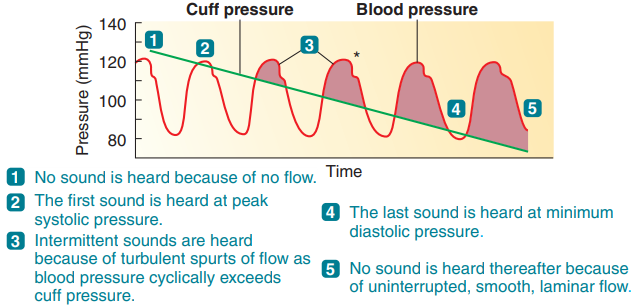 Cuff pressure
Blood pressure
Pressure (mmHg)
140
120
100
80
1
2
3
*
4
5
Time
1 No sound is heard because of no flow.
2 The first sound is heard at peak
systolic pressure.
3 Intermittent sounds are heard
because of turbulent spurts of flow as
blood pressure cyclically exceeds
cuff pressure.
4 The last sound is heard at minimum
diastolic pressure.
5 No sound is heard thereafter because
of uninterrupted, smooth, laminar flow.